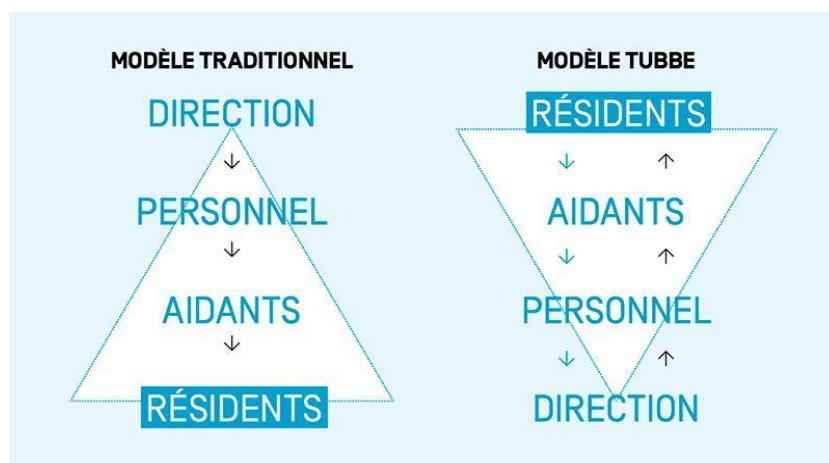 MODÈLE TRADITIONNEL
DIRECTION
PERSONNEL
AIDANTS
RÉSIDENTS
MODÈLE TUBBE
RÉSIDENTS
AIDANTS
PERSONNEL
DIRECTION